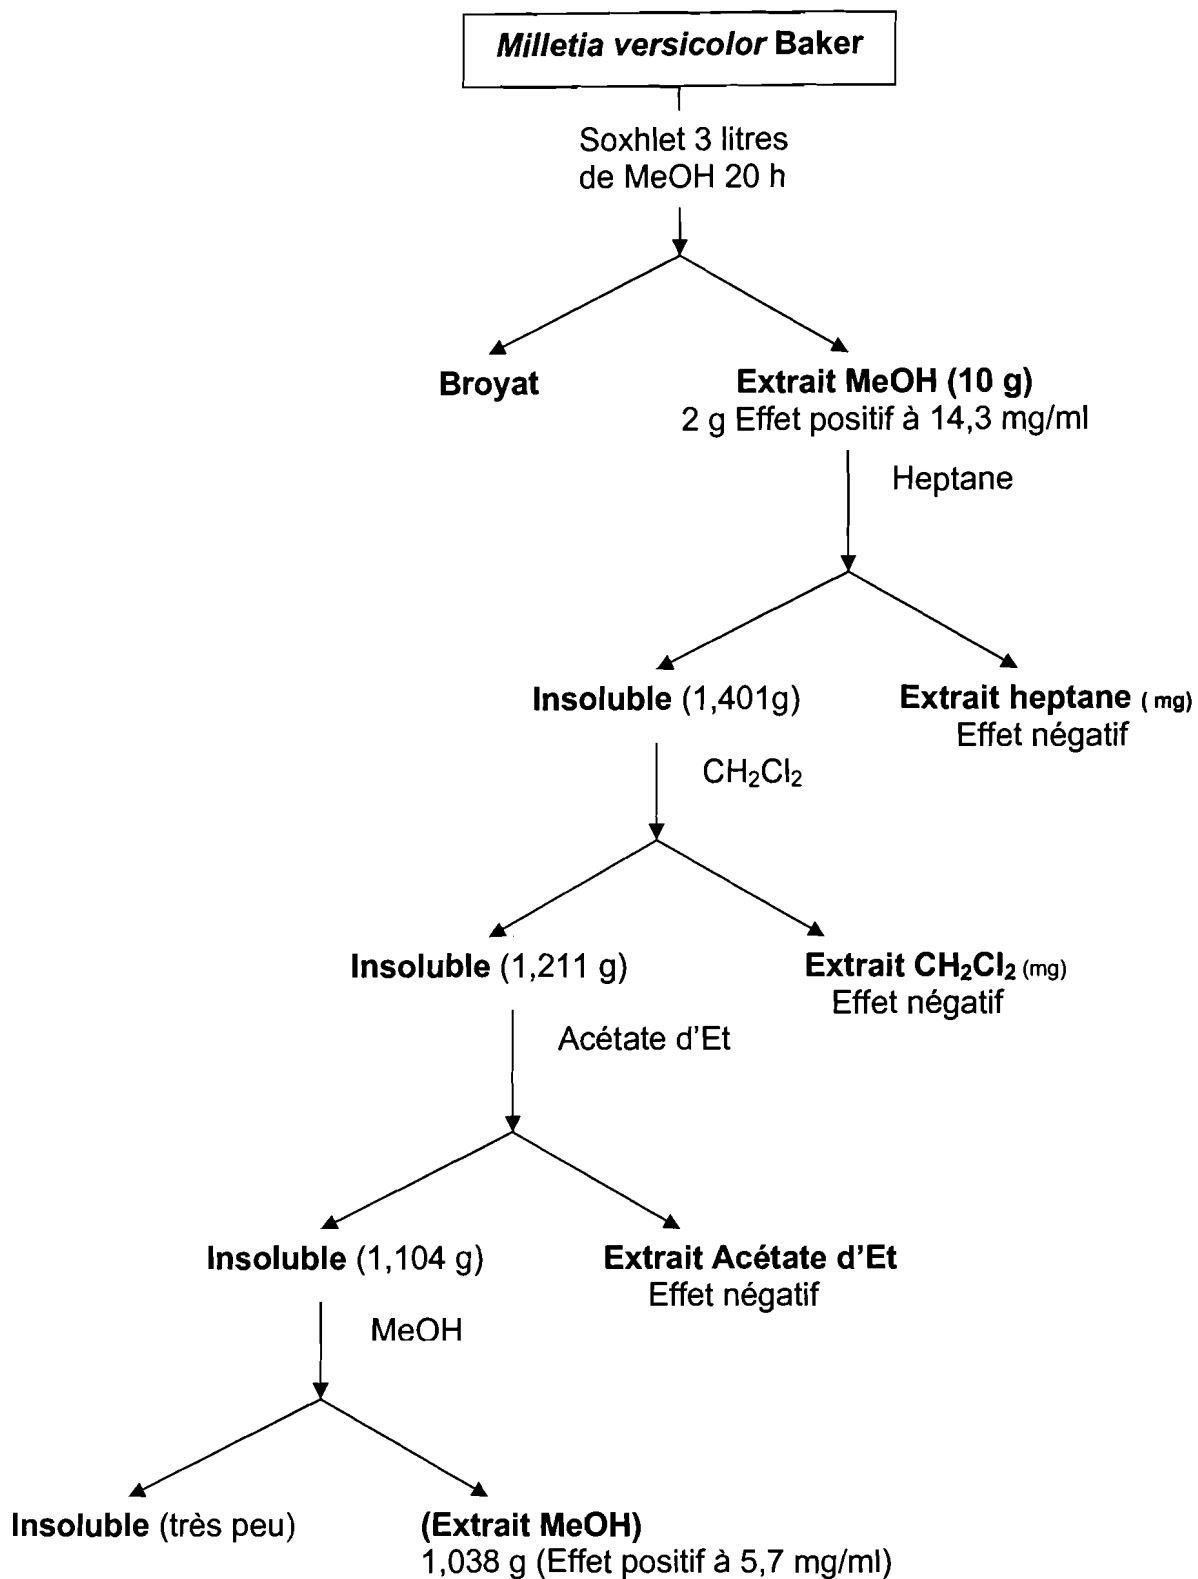 Milletia versicolor Baker
Soxhlet 3 litres
de MeOH 20 h
Broyat
Extrait MeOH (10 g)
2 g Effet positif à 14,3 mg/ml
Heptane
Insoluble (1,401g)
Extrait heptane ( mg)
Effet négatif
CH₂Cl₂
Insoluble (1,211 g)
Extrait CH₂Cl₂ (mg)
Effet négatif
Acétate d'Et
Insoluble (1,104 g)
Extrait Acétate d'Et
Effet négatif
MeOH
Insoluble (très peu)
(Extrait MeOH)
1,038 g (Effet positif à 5,7 mg/ml)